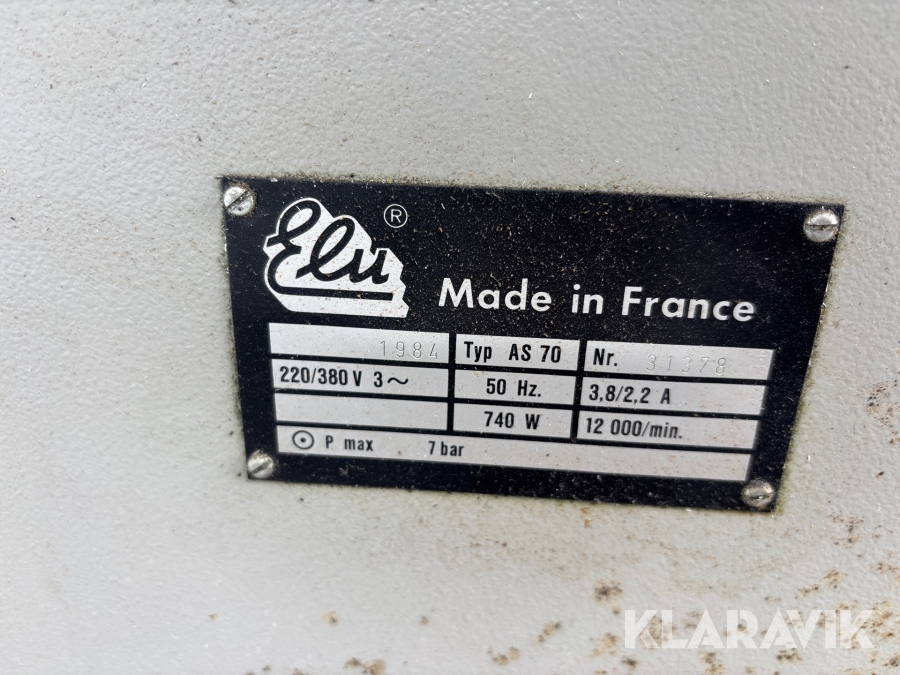 Elu ®
Made in France
1984 Typ AS 70 Nr. 31378
220/380 V 3~ 50 Hz. 3,8/2,2 A
740 W 12 000/min.
P max 7 bar
KLARAVIK